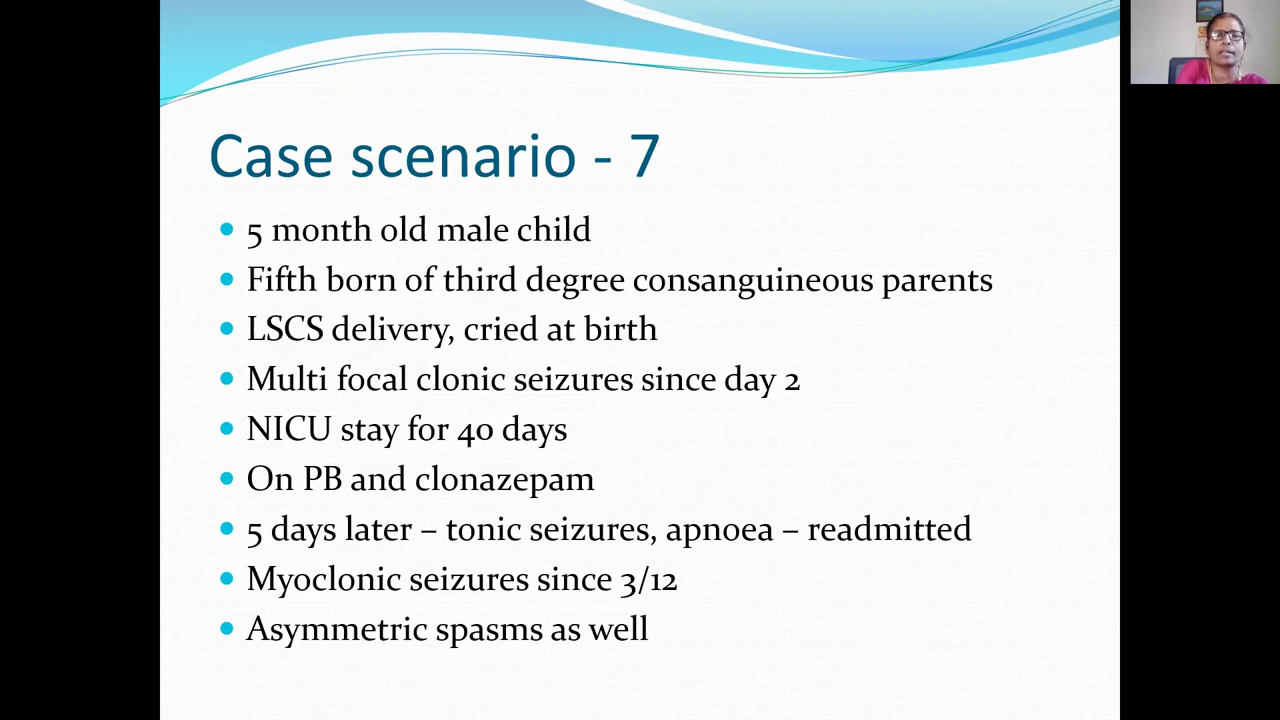 Case scenario - 7
5 month old male child
Fifth born of third degree consanguineous parents
LSCS delivery, cried at birth
Multi focal clonic seizures since day 2
NICU stay for 40 days
On PB and clonazepam
5 days later – tonic seizures, apnoea – readmitted
Myoclonic seizures since 3/12
Asymmetric spasms as well